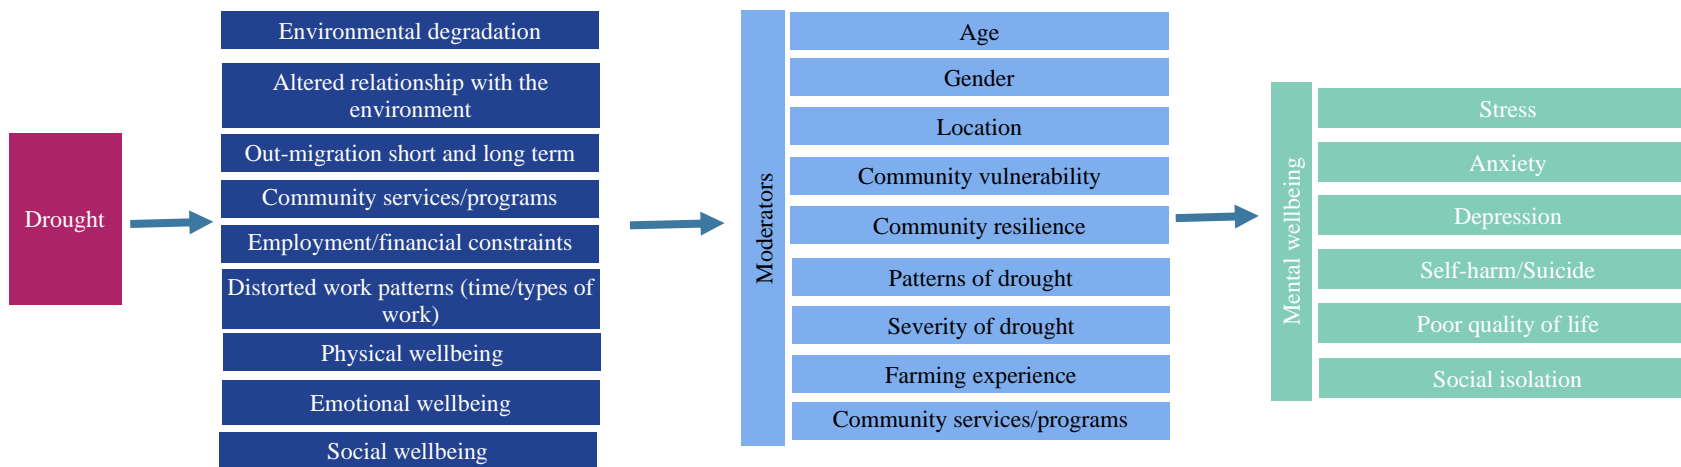 Drought
Environmental degradation
Altered relationship with the
environment
Out-migration short and long term
Community services/programs
Employment/financial constraints
Distorted work patterns (time/types of
work)
Physical wellbeing
Emotional wellbeing
Social wellbeing
Moderators
Age
Gender
Location
Community vulnerability
Community resilience
Patterns of drought
Severity of drought
Farming experience
Community services/programs
Mental wellbeing
Stress
Anxiety
Depression
Self-harm/Suicide
Poor quality of life
Social isolation